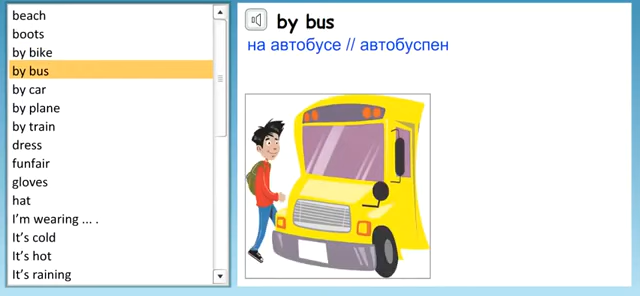 beach
boots
by bike
by bus
by car
by plane
by train
dress
funfair
gloves
hat
I'm wearing ... .
It's cold
It's hot
It's raining
by bus
на автобусе // автобуспен